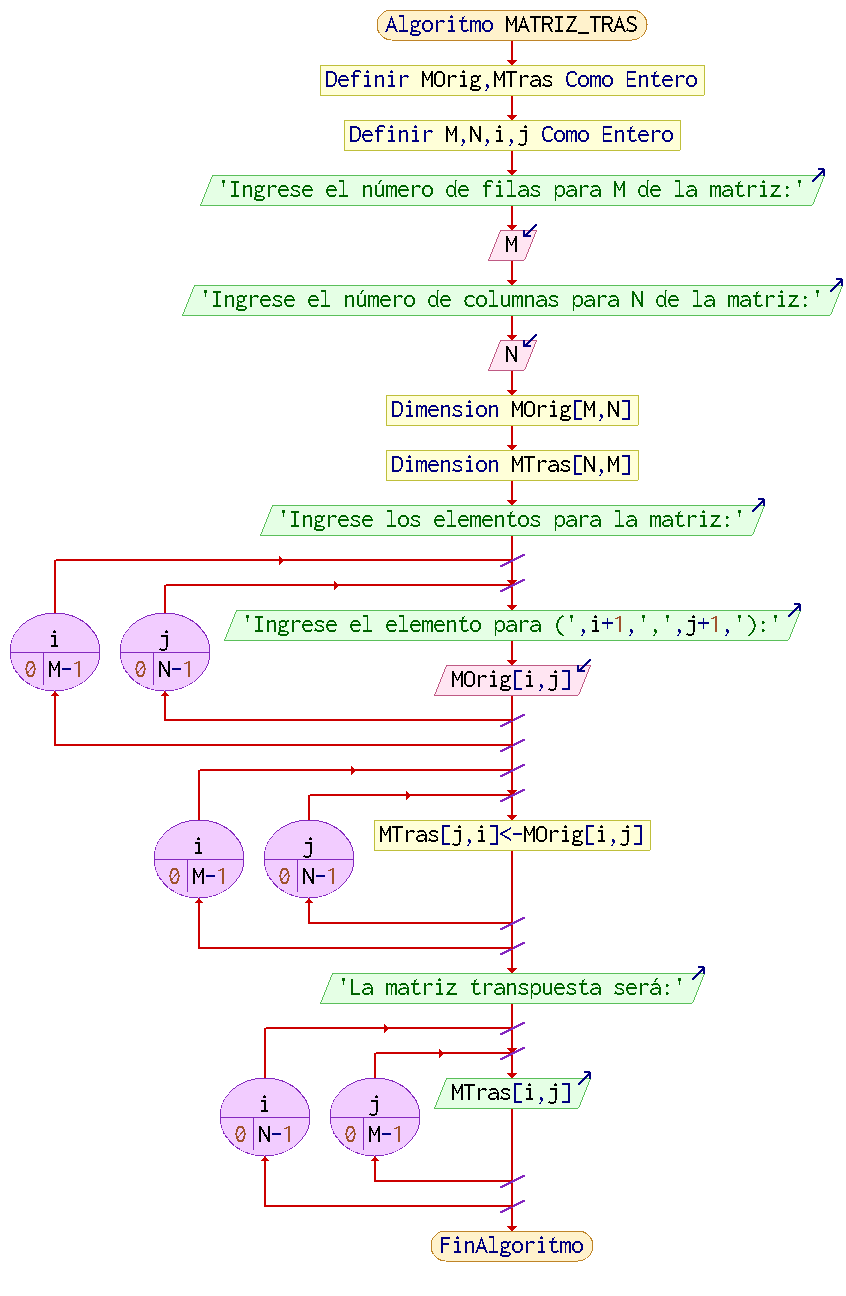 Algoritmo MATRIZ_TRAS
Definir MOrig,MTras Como Entero
Definir M,N,i,j Como Entero
'Ingrese el número de filas para M de la matriz:'
M
'Ingrese el número de columnas para N de la matriz:'
N
Dimension MOrig[M,N]
Dimension MTras[N,M]
'Ingrese los elementos para la matriz:'
i
0 M-1
j
0 N-1
'Ingrese el elemento para (',i+1,',',j+1,'):'
MOrig[i,j]
i
0 M-1
j
0 N-1
MTras[j,i]<-MOrig[i,j]
'La matriz transpuesta será:'
i
0 N-1
j
0 M-1
MTras[i,j]
FinAlgoritmo